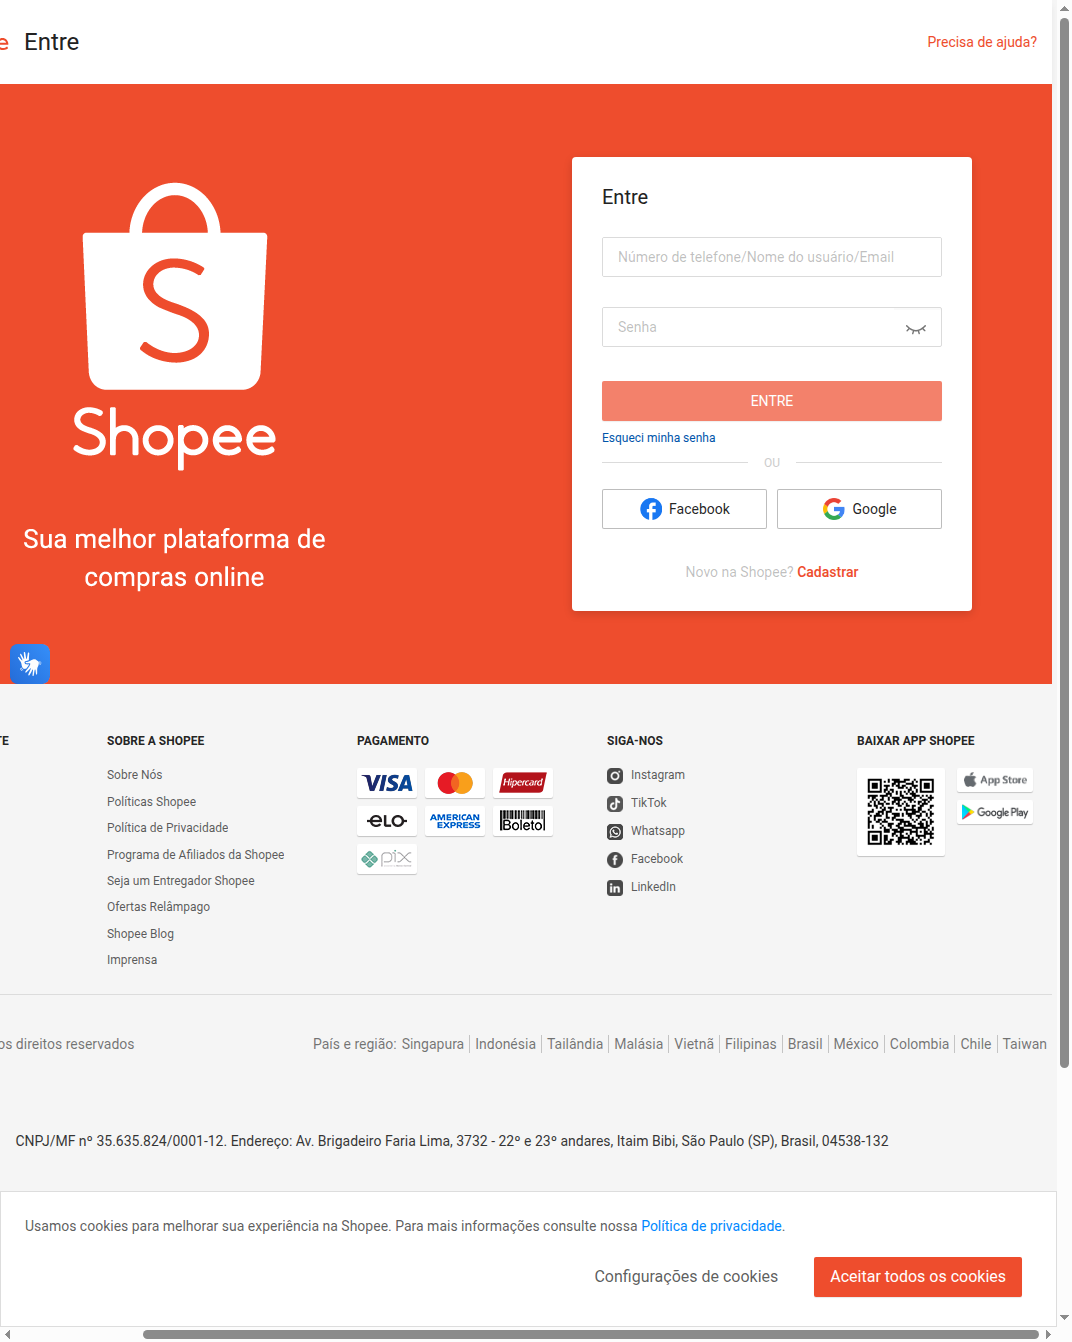 e Entre
Precisa de ajuda?
S
Shopee
Sua melhor plataforma de
compras online
Entre
Número de telefone/Nome do usuário/Email
Senha
ENTRE
Esqueci minha senha
OU
Facebook
Google
Novo na Shopee? Cadastrar
TE
SOBRE A SHOPEE
Sobre Nós
Políticas Shopee
Política de Privacidade
Programa de Afiliados da Shopee
Seja um Entregador Shopee
Ofertas Relâmpago
Shopee Blog
Imprensa
PAGAMENTO
VISA
Hipercard
elo
AMERICAN
EXPRESS
Boleto
pix
SIGA-NOS
Instagram
TikTok
Whatsapp
Facebook
LinkedIn
BAIXAR APP SHOPEE
App Store
Google Play
os direitos reservados
País e região: Singapura Indonésia Tailândia Malásia Vietnã Filipinas Brasil México Colombia Chile Taiwan
CNPJ/MF nº 35.635.824/0001-12. Endereço: Av. Brigadeiro Faria Lima, 3732 - 22º e 23º andares, Itaim Bibi, São Paulo (SP), Brasil, 04538-132
Usamos cookies para melhorar sua experiência na Shopee. Para mais informações consulte nossa Política de privacidade.
Configurações de cookies
Aceitar todos os cookies